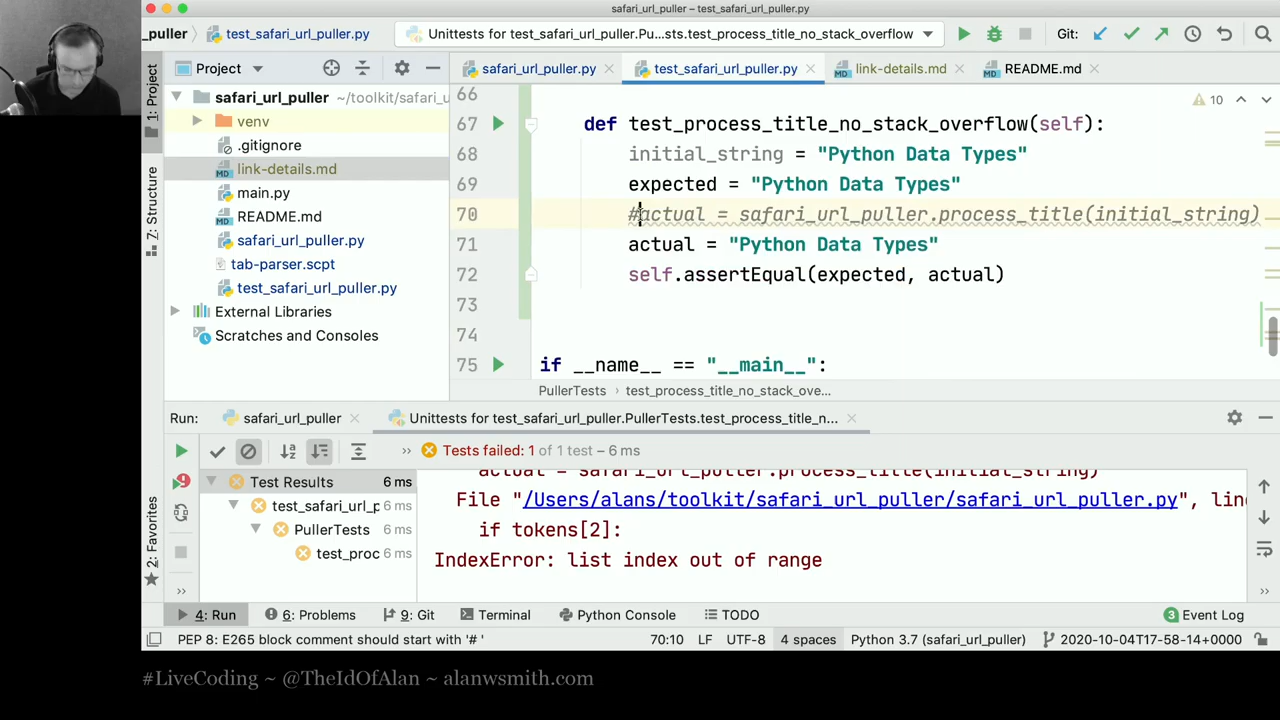 safari_url_puller – test_safari_url_puller.py
_puller
test_safari_url_puller.py
Unittests for test_safari_url_puller.Pu...sts.test_process_title_no_stack_overflow
Git:
1: Project
Project
safari_url_puller.py
test_safari_url_puller.py
link-details.md
README.md
safari_url_puller ~/toolkit/safari_u
venv
.gitignore
link-details.md
main.py
README.md
safari_url_puller.py
tab-parser.scpt
test_safari_url_puller.py
External Libraries
Scratches and Consoles
Z: Structure
10
66
67 def test_process_title_no_stack_overflow(self):
68 initial_string = "Python Data Types"
69 expected = "Python Data Types"
70 #actual = safari_url_puller.process_title(initial_string)
71 actual = "Python Data Types"
72 self.assertEqual(expected, actual)
73
74
75 if __name__ == "__main__":
PullerTests test_process_title_no_stack_ove...
Run: safari_url_puller Unittests for test_safari_url_puller.PullerTests.test_process_title_n...
Tests failed: 1 of 1 test – 6 ms
2: Favorites
Test Results 6 ms
test_safari_url_p 6 ms
PullerTests 6 ms
test_proc 6 ms
actual = safari_url_puller.process_title(initial_string)
File "/Users/alans/toolkit/safari_url_puller/safari_url_puller.py", line
if tokens[2]:
IndexError: list index out of range
4: Run 6: Problems 9: Git Terminal Python Console TODO 3 Event Log
PEP 8: E265 block comment should start with '# ' 70:10 LF UTF-8 4 spaces Python 3.7 (safari_url_puller) 2020-10-04T17-58-14+0000
#LiveCoding ~ @TheIdOfAlan ~ alanwsmith.com